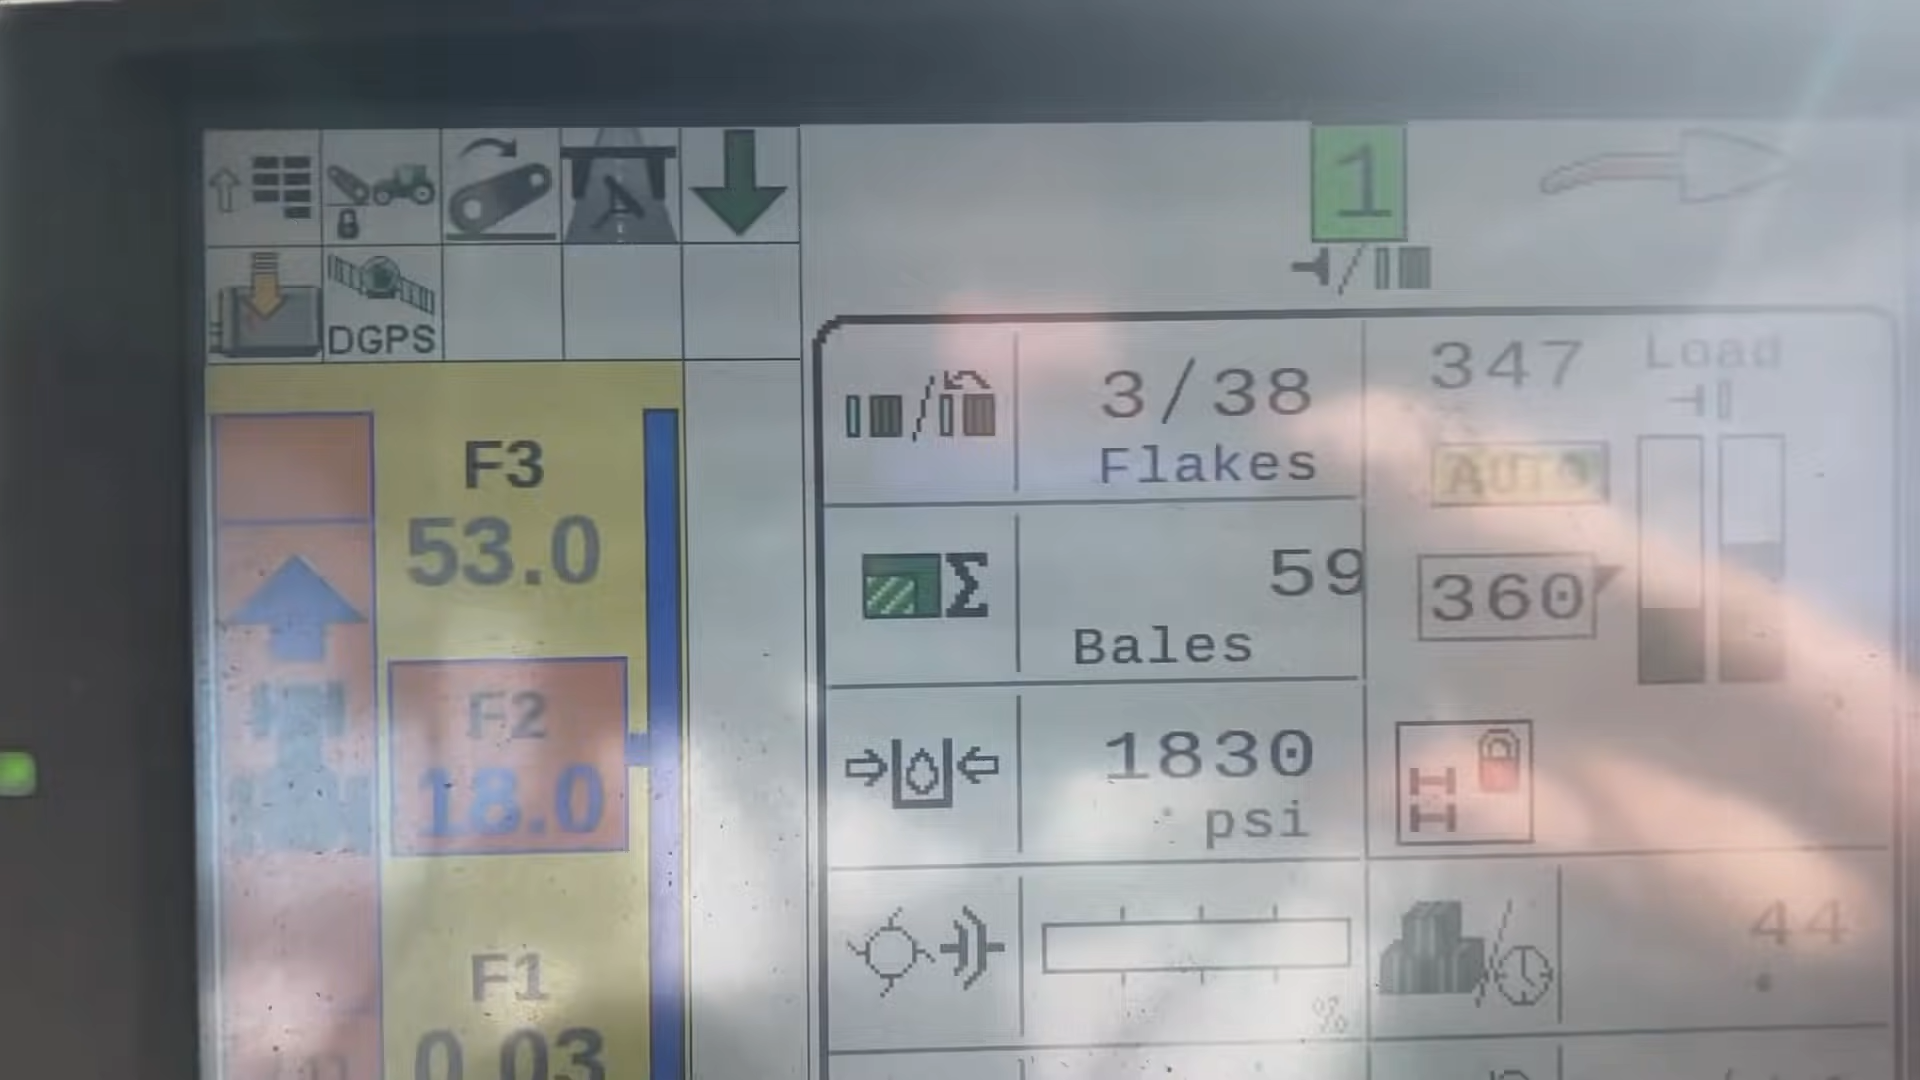 DGPS
F3
53.0
F2
18.0
F1
0.03
1
3/38
Flakes
59
Bales
1830
psi
%
347
Load
AUTO
360
44